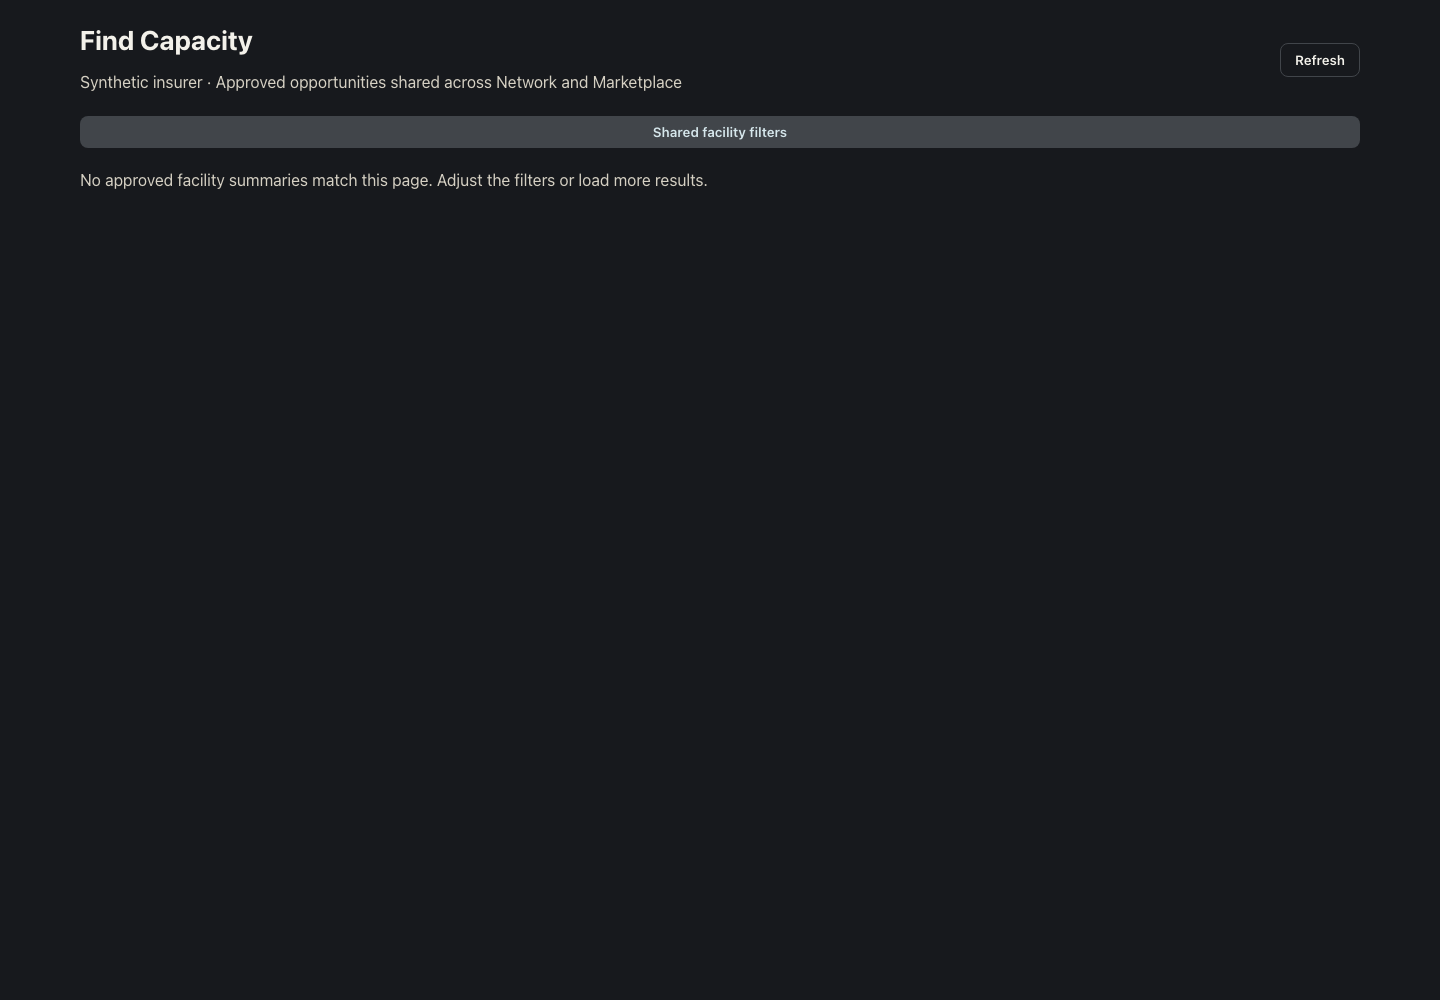 Find Capacity
Synthetic insurer · Approved opportunities shared across Network and Marketplace
Refresh
Shared facility filters
No approved facility summaries match this page. Adjust the filters or load more results.